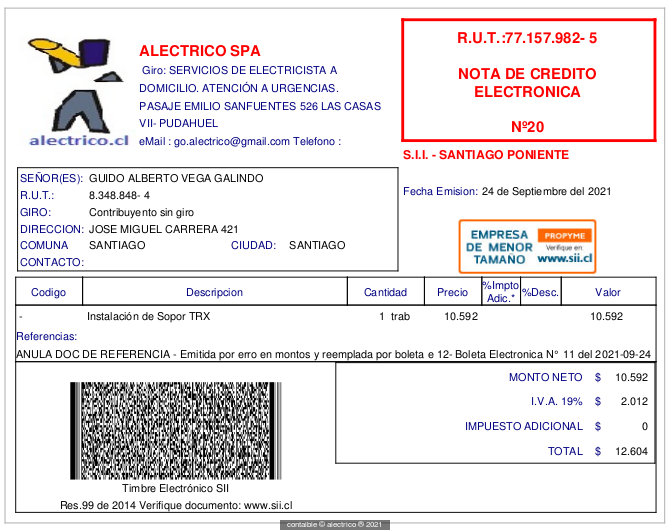 ALECTRICO SPA
Giro: SERVICIOS DE ELECTRICISTA A
DOMICILIO. ATENCIÓN A URGENCIAS.
PASAJE EMILIO SANFUENTES 526 LAS CASAS
VII- PUDAHUEL
eMail : go.alectrico@gmail.com Telefono :
alectrico.cl
R.U.T.:77.157.982- 5
NOTA DE CREDITO
ELECTRONICA
Nº20
S.I.I. - SANTIAGO PONIENTE
Fecha Emision: 24 de Septiembre del 2021
SEÑOR(ES): GUIDO ALBERTO VEGA GALINDO
R.U.T.: 8.348.848- 4
GIRO: Contribuyento sin giro
DIRECCION: JOSE MIGUEL CARRERA 421
COMUNA SANTIAGO CIUDAD: SANTIAGO
CONTACTO:
EMPRESA
DE MENOR
TAMAÑO
PROPYME
Verifique en:
www.sii.cl
Codigo Descripcion Cantidad Precio %Impto Adic.* %Desc. Valor
- Instalación de Sopor TRX 1 trab 10.592 10.592
Referencias:
ANULA DOC DE REFERENCIA - Emitida por erro en montos y reemplada por boleta e 12- Boleta Electronica N° 11 del 2021-09-24
MONTO NETO $ 10.592
I.V.A. 19% $ 2.012
IMPUESTO ADICIONAL $ 0
TOTAL $ 12.604
Timbre Electrónico SII
Res.99 de 2014 Verifique documento: www.sii.cl
contaible © alectrico ® 2021